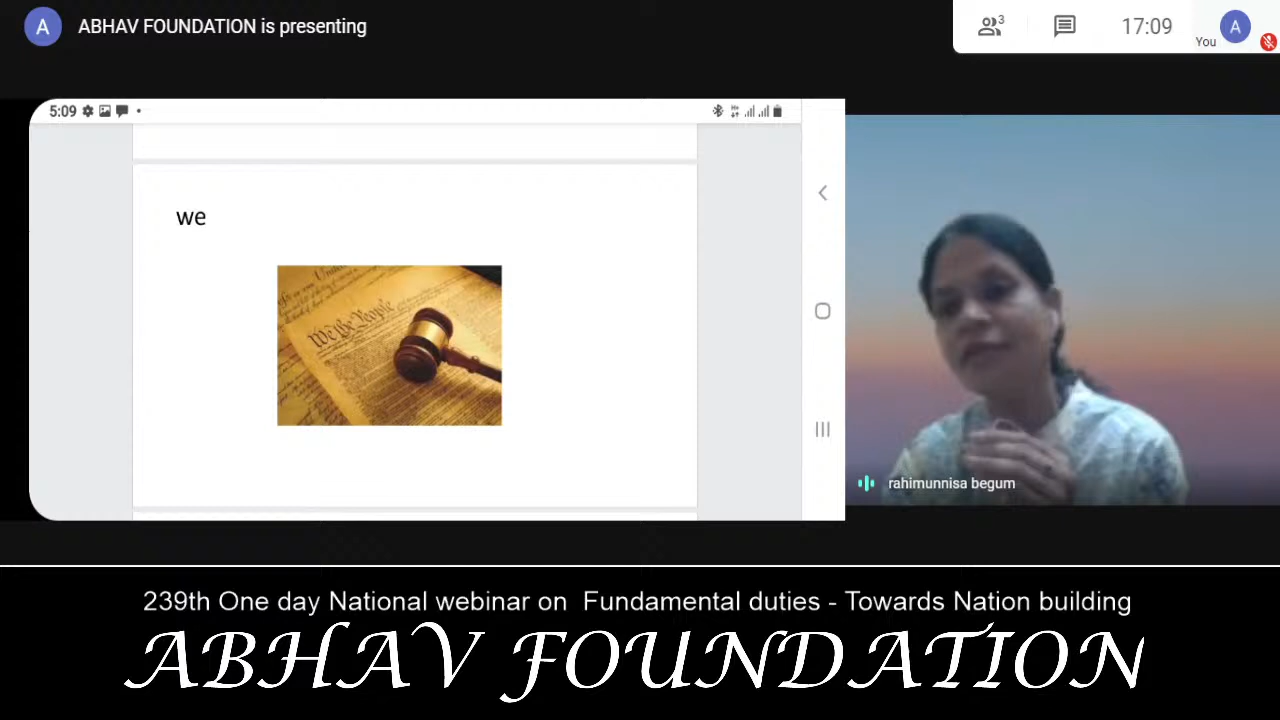 A ABHAV FOUNDATION is presenting
3
17:09
You A
5:09
we
We the People
rahimunnisa begum
239th One day National webinar on Fundamental duties - Towards Nation building
ABHAV FOUNDATION